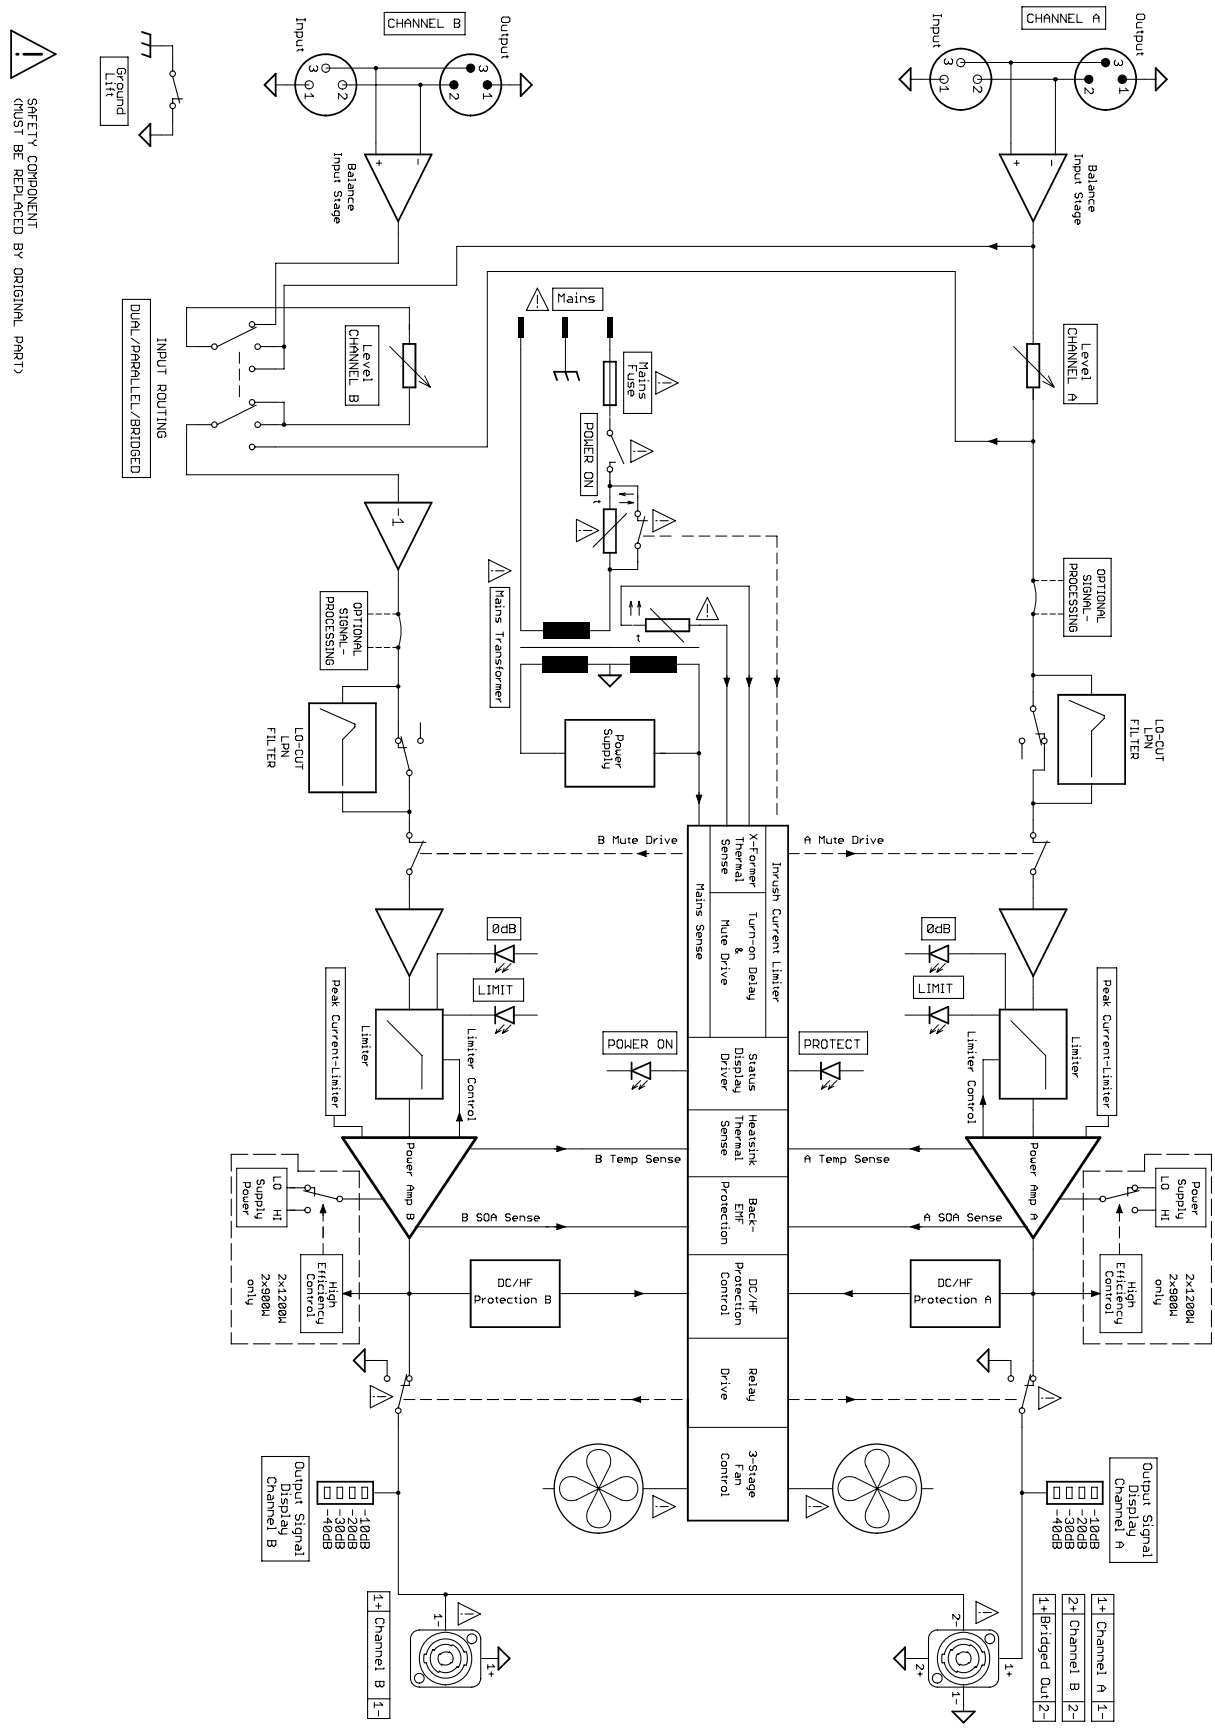 CHANNEL A
Input
Output
3
2
1
3
2
1
Balance
Input Stage
+
-
Level
CHANNEL A
OPTIONAL
SIGNAL-
PROCESSING
LO-CUT
LPN
FILTER
A Mute Drive
0dB
LIMIT
Limiter
Limiter Control
Peak Current-Limiter
Power Amp A
Power
Supply
LO HI
High
Efficiency
Control
2x1200W
2x900W
only
A Temp Sense
A SOA Sense
DC/HF
Protection A
Output Signal
Display
Channel A
-10dB
-20dB
-30dB
-40dB
1+ Channel A 1-
2+ Channel B 2-
1+ Bridged Out 2-
2-
1+
2+
1-
Mains
Mains
Fuse
POWER ON
t
t
Mains Transformer
Power
Supply
Inrush Current Limiter
X-Former
Thermal
Sense
Turn-on Delay
&
Mute Drive
Mains Sense
PROTECT
POWER ON
Status
Display
Driver
Heatsink
Thermal
Sense
Back-
EMF
Protection
DC/HF
Protection
Control
Relay
Drive
3-Stage
Fan
Control
CHANNEL B
Input
Output
3
2
1
3
2
1
Balance
Input Stage
+
-
Level
CHANNEL B
INPUT ROUTING
DUAL/PARALLEL/BRIDGED
-1
OPTIONAL
SIGNAL-
PROCESSING
LO-CUT
LPN
FILTER
B Mute Drive
0dB
LIMIT
Limiter
Limiter Control
Peak Current-Limiter
Power Amp B
Power
Supply
LO HI
High
Efficiency
Control
2x1200W
2x900W
only
B Temp Sense
B SOA Sense
DC/HF
Protection B
Output Signal
Display
Channel B
-10dB
-20dB
-30dB
-40dB
1+ Channel B 1-
1-
1+
Ground
Lift
SAFETY COMPONENT
(MUST BE REPLACED BY ORIGINAL PART)